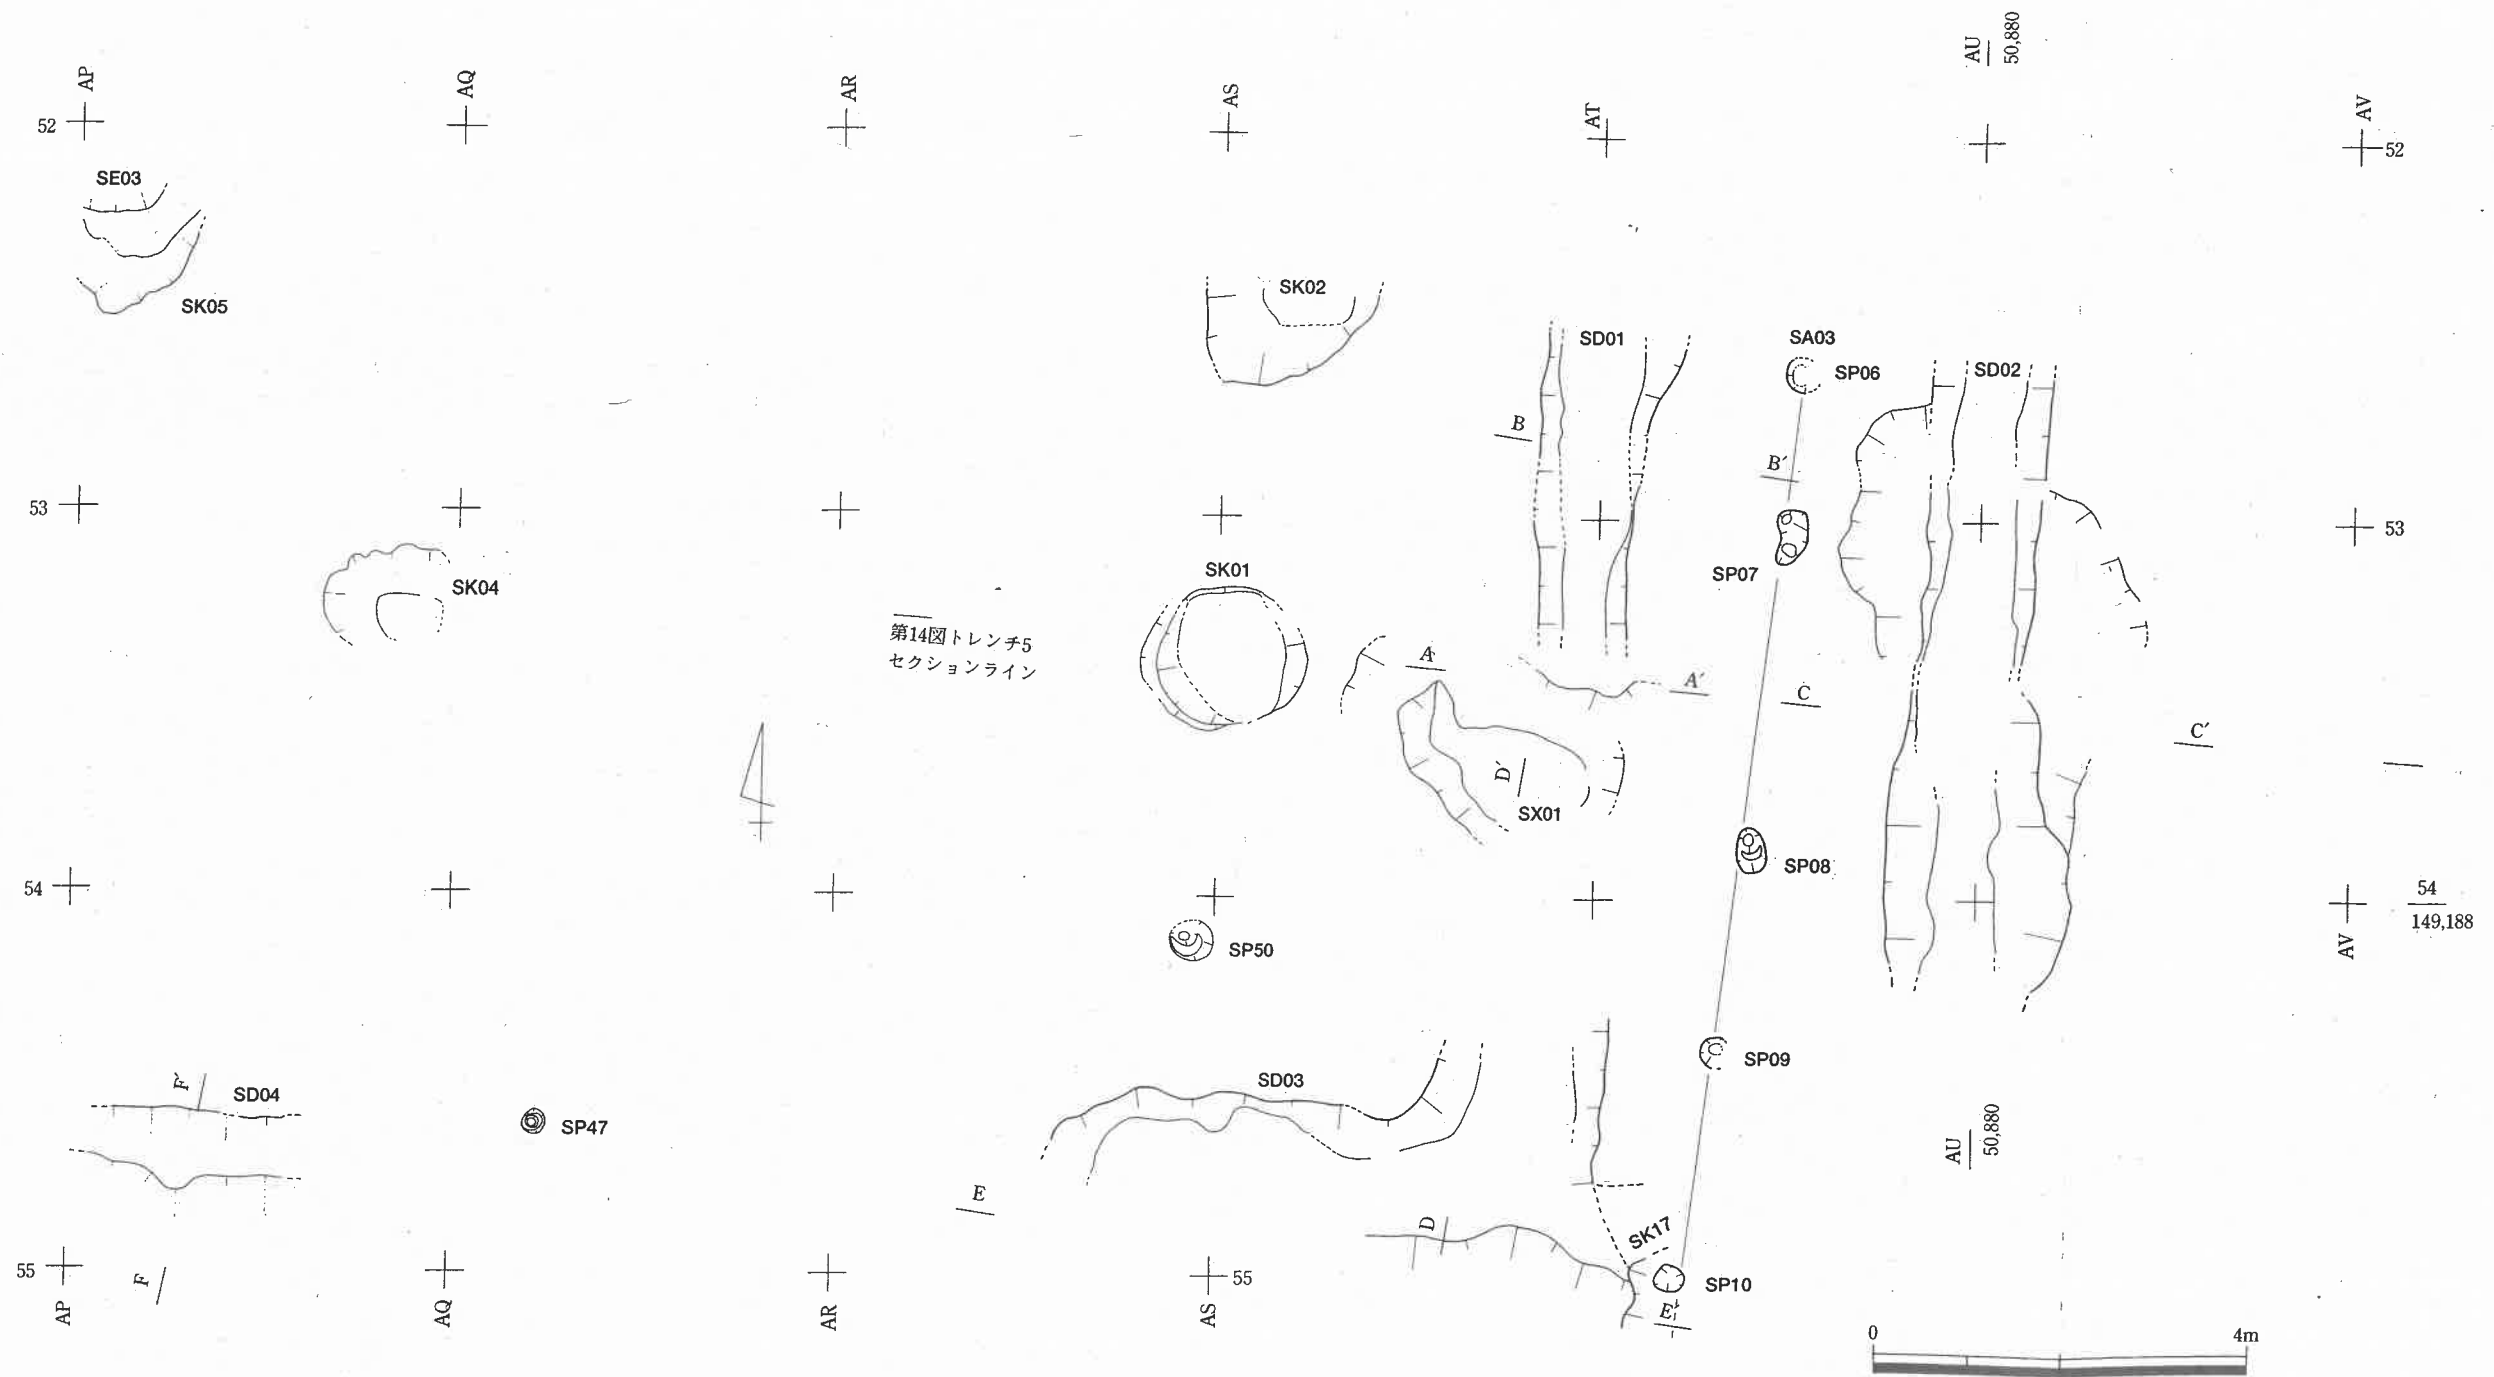 AU
50,880
AP
AQ
AR
AS
AT
AV
52
52
SE03
SK05
SK02
SD01
SA03
SP06
SD02
B
B′
53
53
SK04
SK01
SP07
第14図トレンチ5
セクションライン
A
A′
C
C′
D′
SX01
SP08
54
54
149,188
AV
SP50
SP09
SD03
SD04
F′
SP47
AU
50,880
E
D
SK17
SP10
E′
55
55
F
AP
AQ
AR
AS
0
4m